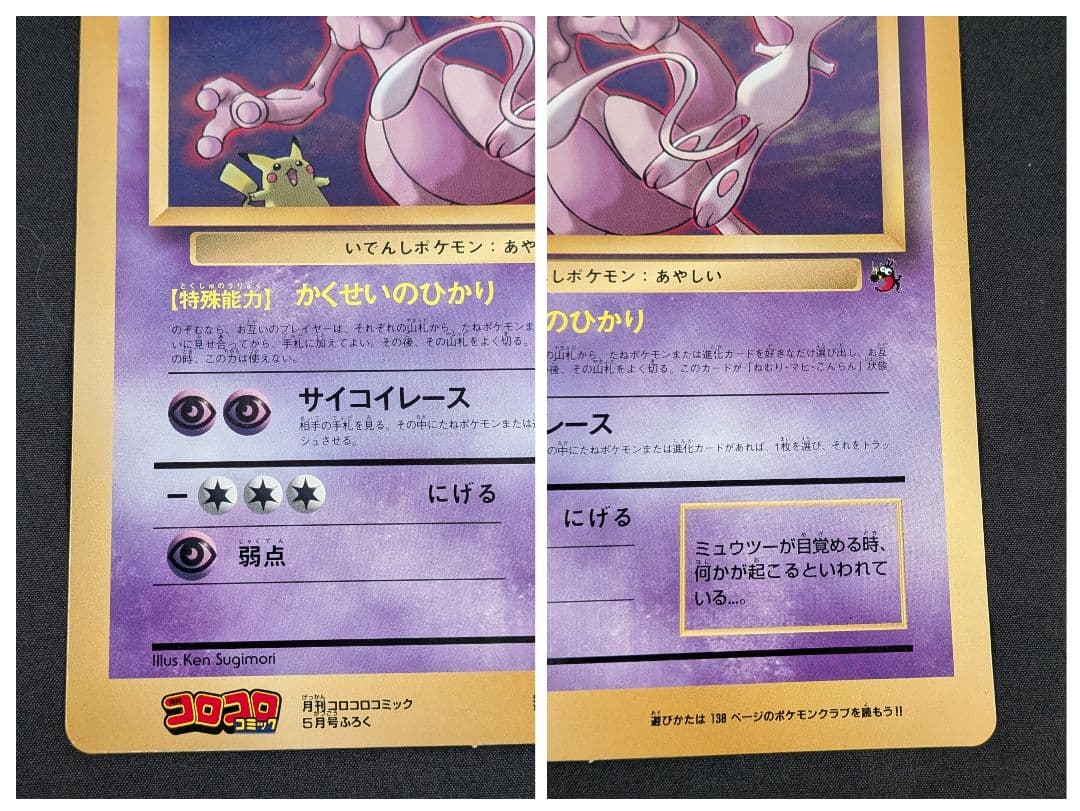 いでんしポケモン：あや
【特殊能力】 かくせいのひかり
のぞむなら、お互いのプレイヤーは、それぞれの山札から、たねポケモンま
いに見せ合ってから、手札に加えてよい。その後、その山札をよく切る。
の時、この力は使えない。
サイコイレース
相手の手札を見る。その中にたねポケモンまたは
シュさせる。
にげる
弱点
Illus.Ken Sugimori
月刊 コロコロ コミック
月刊コロコロコミック
5月号ふろく
しポケモン：あやしい
のひかり
の山札から、たねポケモンまたは進化カードを好きなだけ選び出し、お互
後、その山札をよく切る。このカードが「ねむり・マヒ・こんらん」状態
レース
の中にたねポケモンまたは進化カードがあれば、1枚を選び、それをトラッ
にげる
ミュウツーが目覚める時、
何かが起こるといわれて
いる…。
遊びかたは 138 ページのポケモンクラブを読もう!!